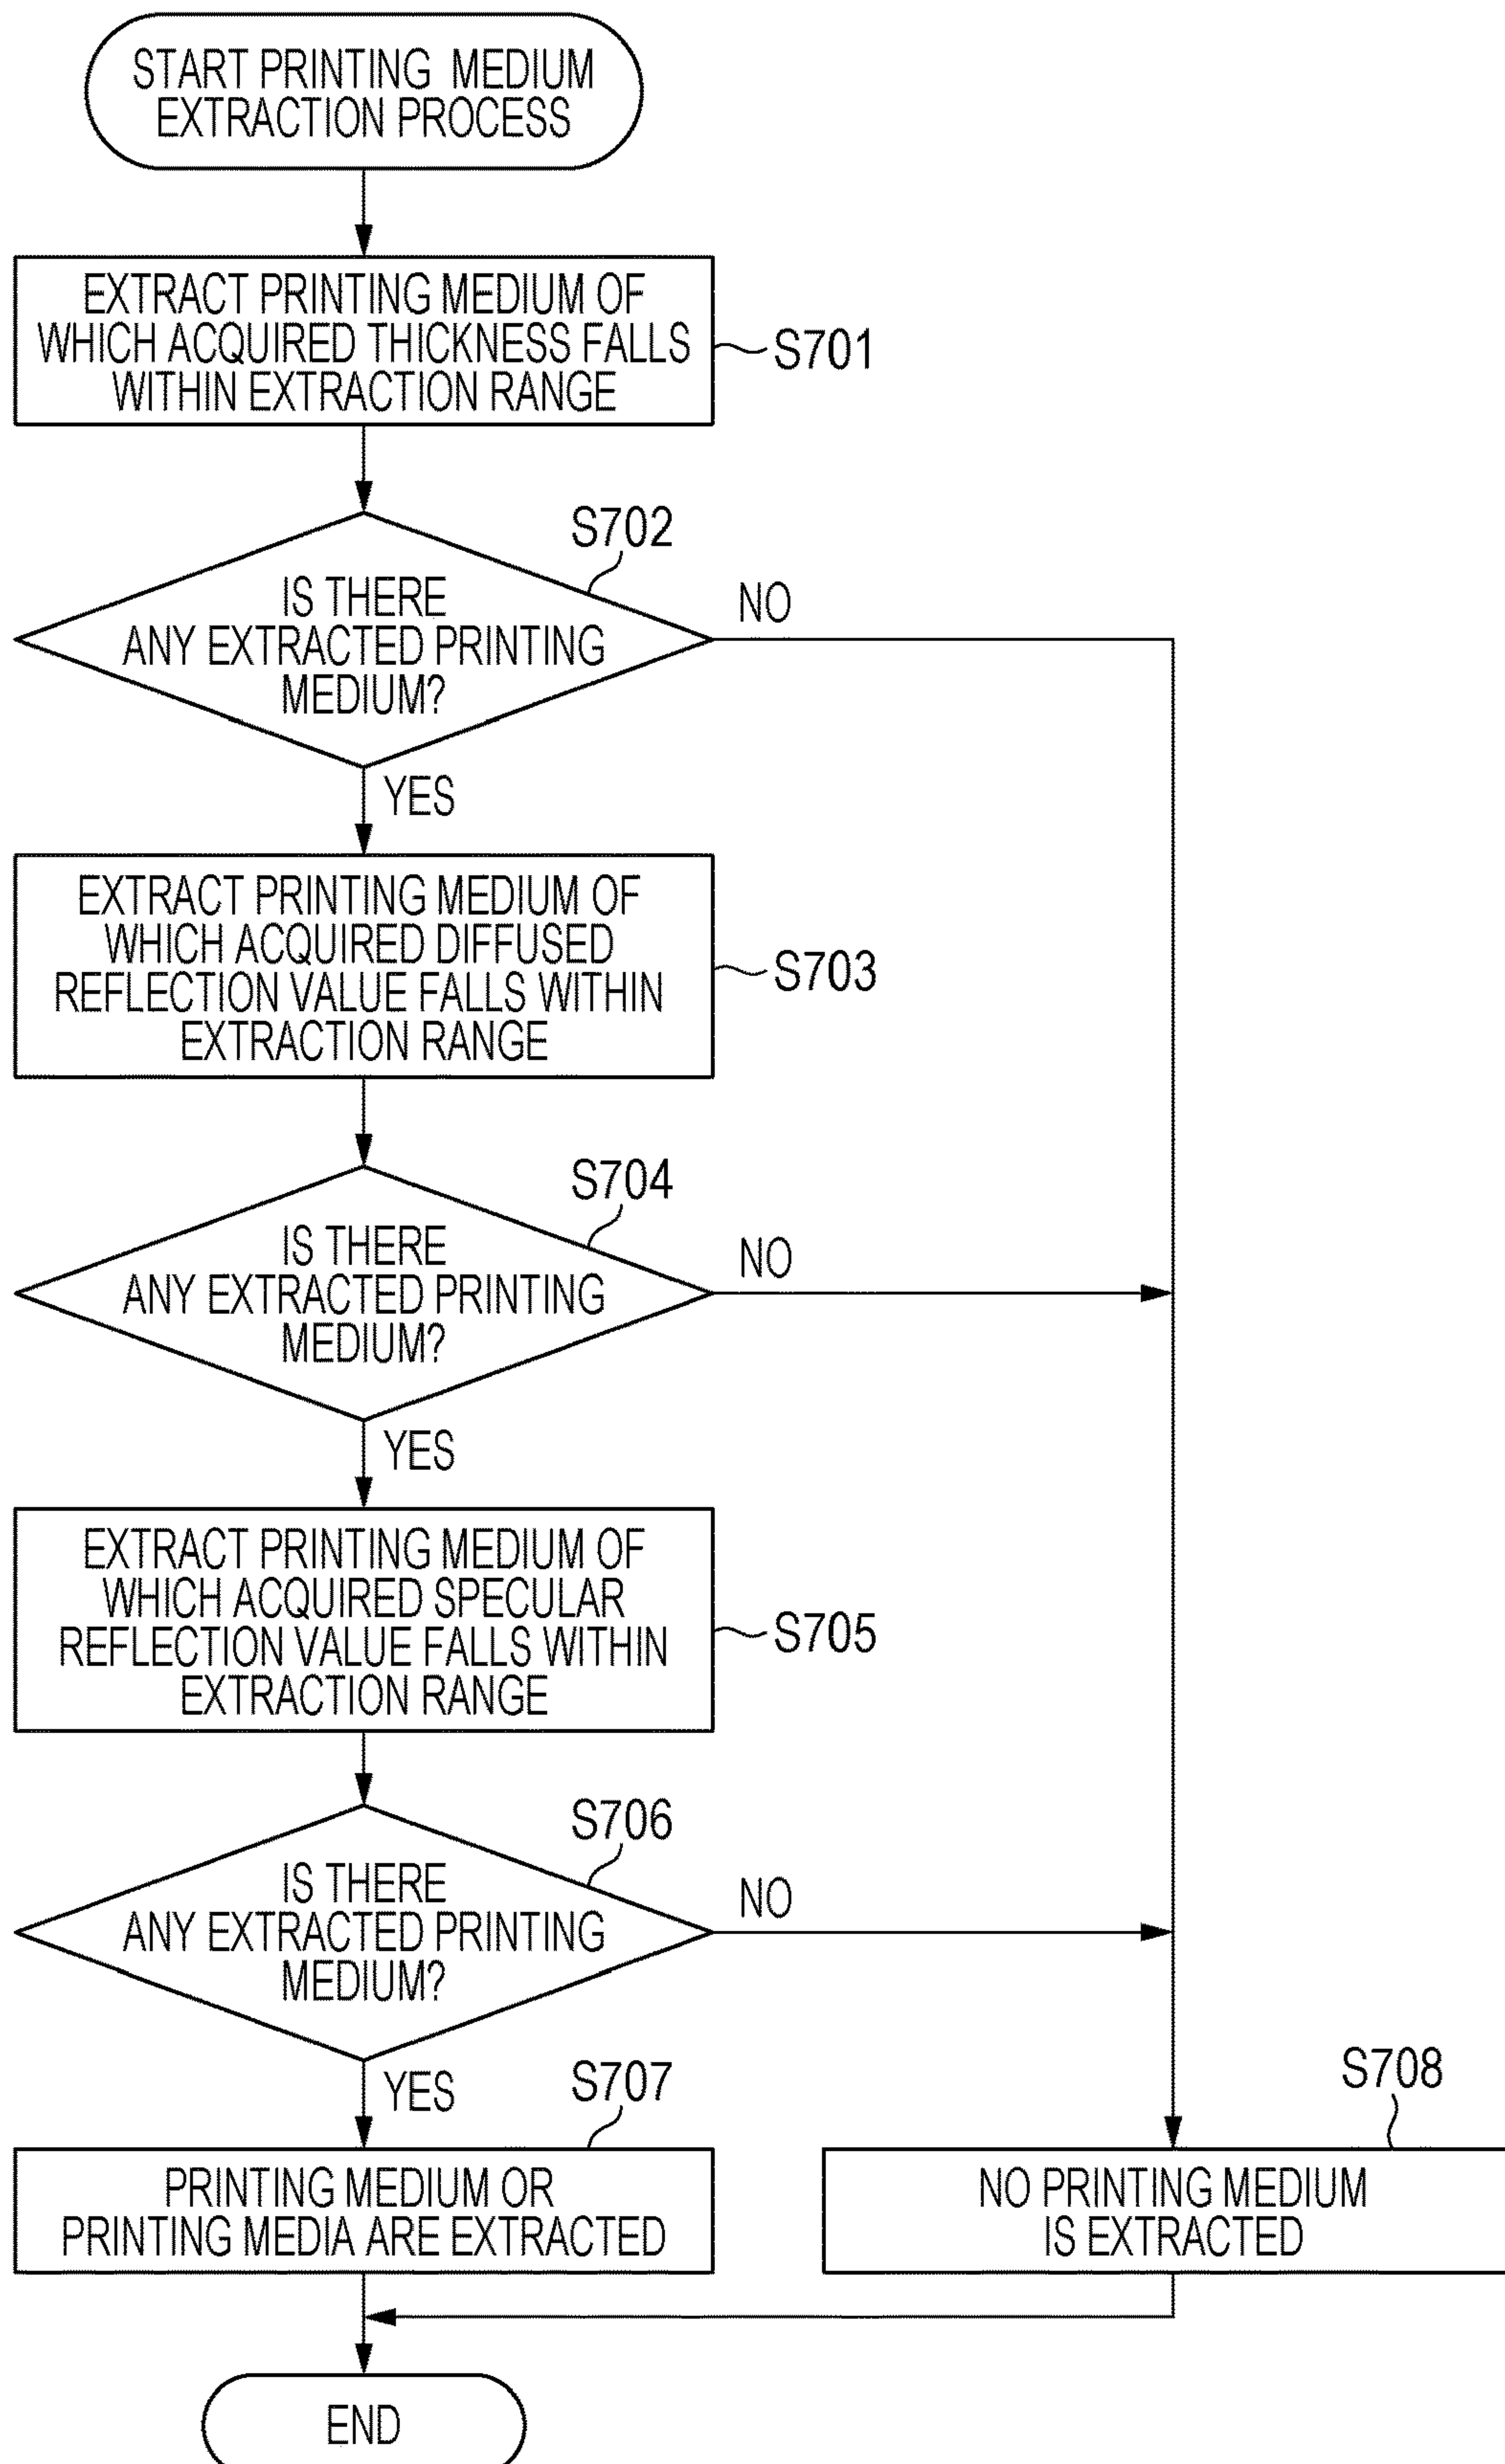 START PRINTING MEDIUM
EXTRACTION PROCESS
EXTRACT PRINTING MEDIUM OF
WHICH ACQUIRED THICKNESS FALLS
WITHIN EXTRACTION RANGE
S701
S702
IS THERE
ANY EXTRACTED PRINTING
MEDIUM?
NO
YES
EXTRACT PRINTING MEDIUM OF
WHICH ACQUIRED DIFFUSED
REFLECTION VALUE FALLS WITHIN
EXTRACTION RANGE
S703
S704
IS THERE
ANY EXTRACTED PRINTING
MEDIUM?
NO
YES
EXTRACT PRINTING MEDIUM OF
WHICH ACQUIRED SPECULAR
REFLECTION VALUE FALLS WITHIN
EXTRACTION RANGE
S705
S706
IS THERE
ANY EXTRACTED PRINTING
MEDIUM?
NO
YES
S707
PRINTING MEDIUM OR
PRINTING MEDIA ARE EXTRACTED
S708
NO PRINTING MEDIUM
IS EXTRACTED
END